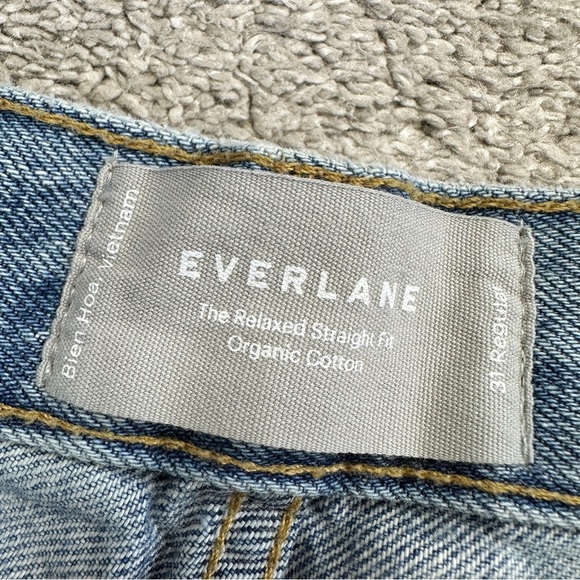 Bien Hoa, Vietnam
EVERLANE
The Relaxed Straight Fit
Organic Cotton
31 Regular